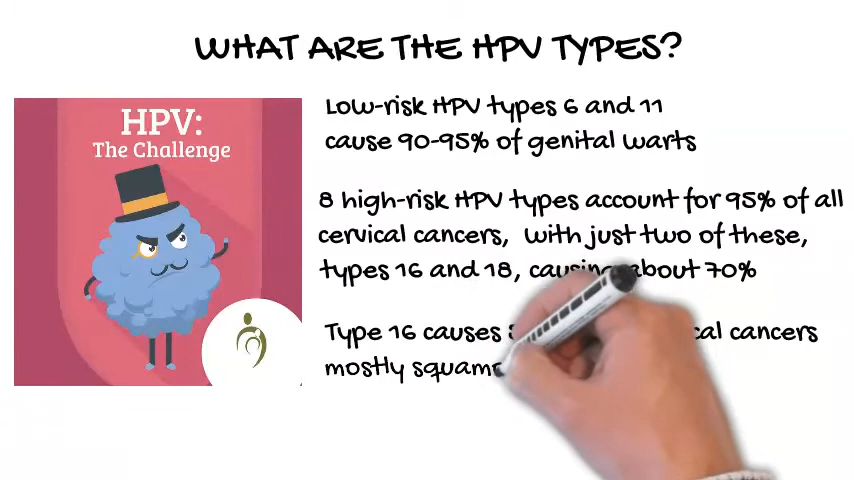 WHAT ARE THE HPV TYPES?
HPV:
The Challenge
Low-risk HPV types 6 and 11
cause 90-95% of genital warts
8 high-risk HPV types account for 95% of all
cervical cancers, with just two of these,
types 16 and 18, causing about 70%
Type 16 causes cancers
mostly